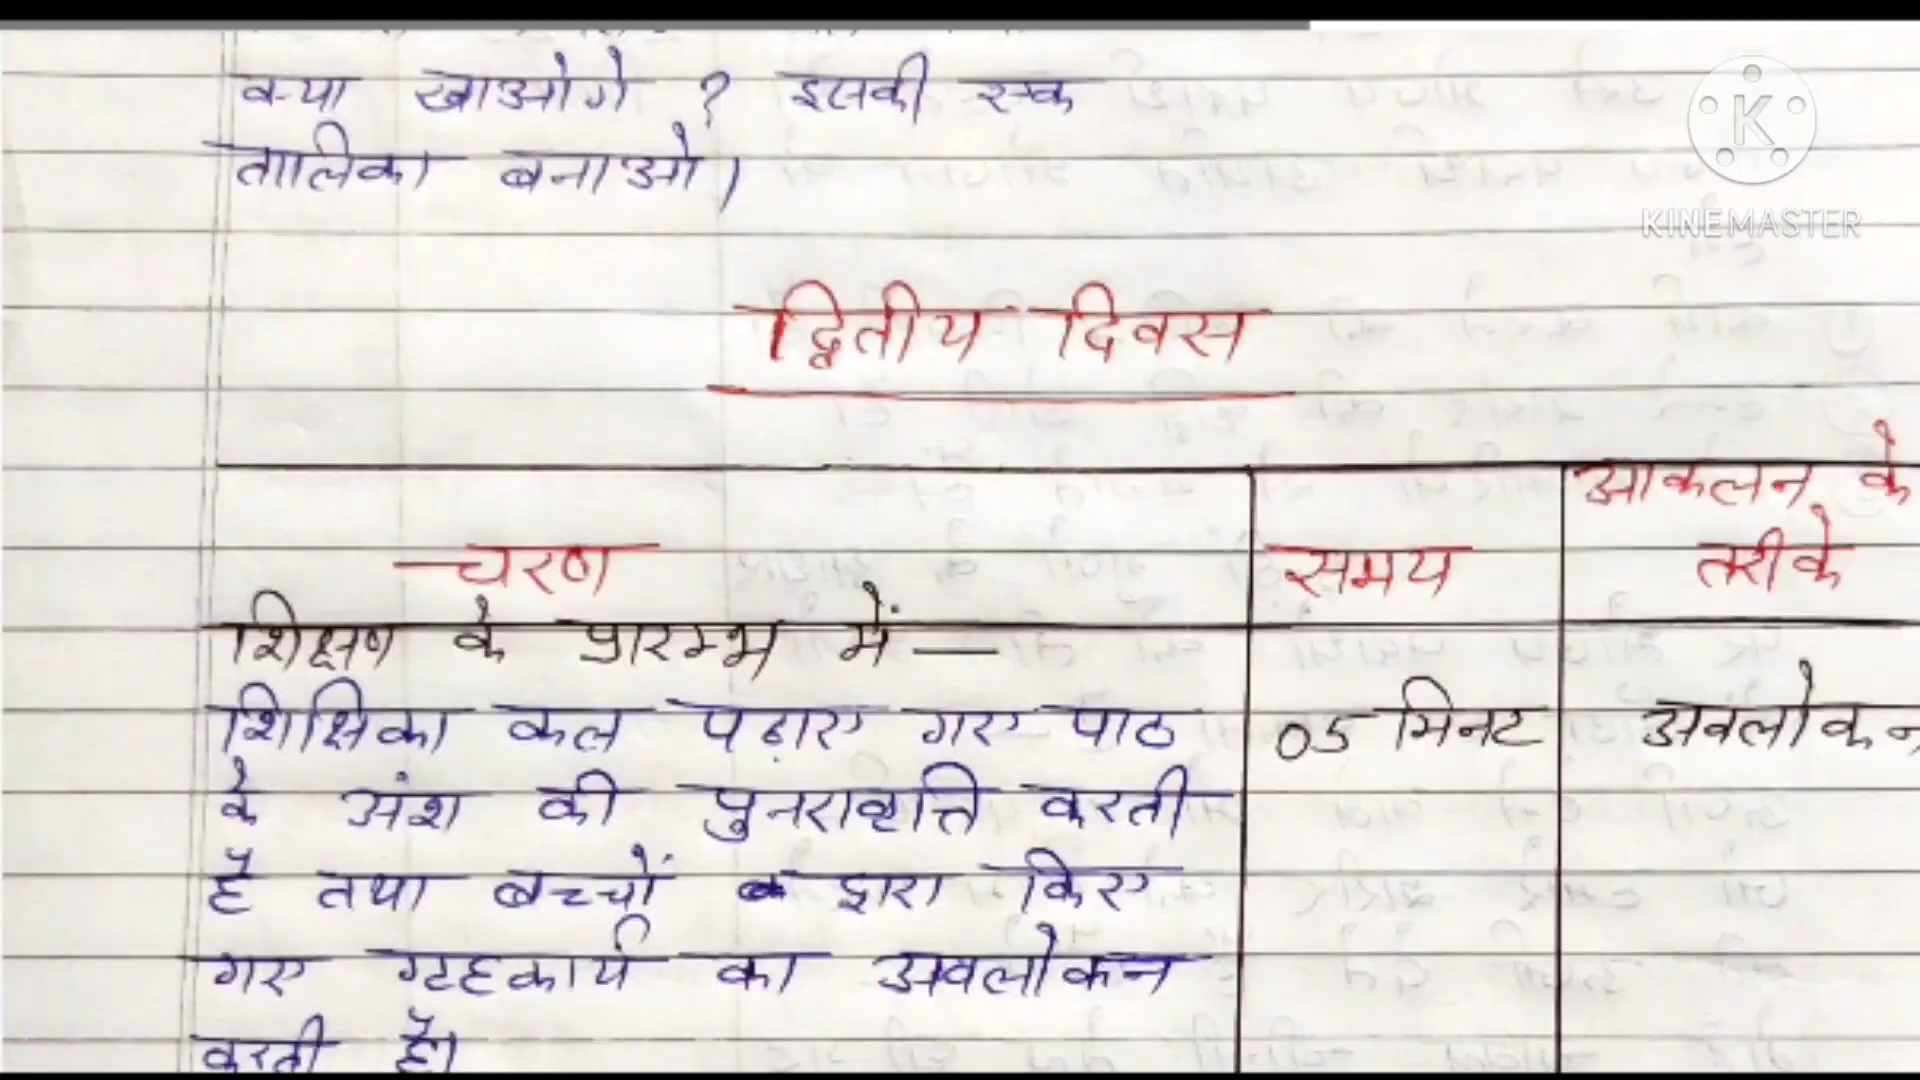 क्या खाओगे ? इसकी एक
तालिका बनाओ।
द्वितीय दिवस
चरण
समय
आकलन के
तरीके
शिक्षण के प्रारम्भ में —
शिक्षिका कल पढ़ाए गए पाठ
के अंश की पुनरावृत्ति करती
है तथा बच्चों द्वारा किए
गए गृहकार्य का अवलोकन
करती है।
05 मिनट
अवलोकन
K
KINEMASTER